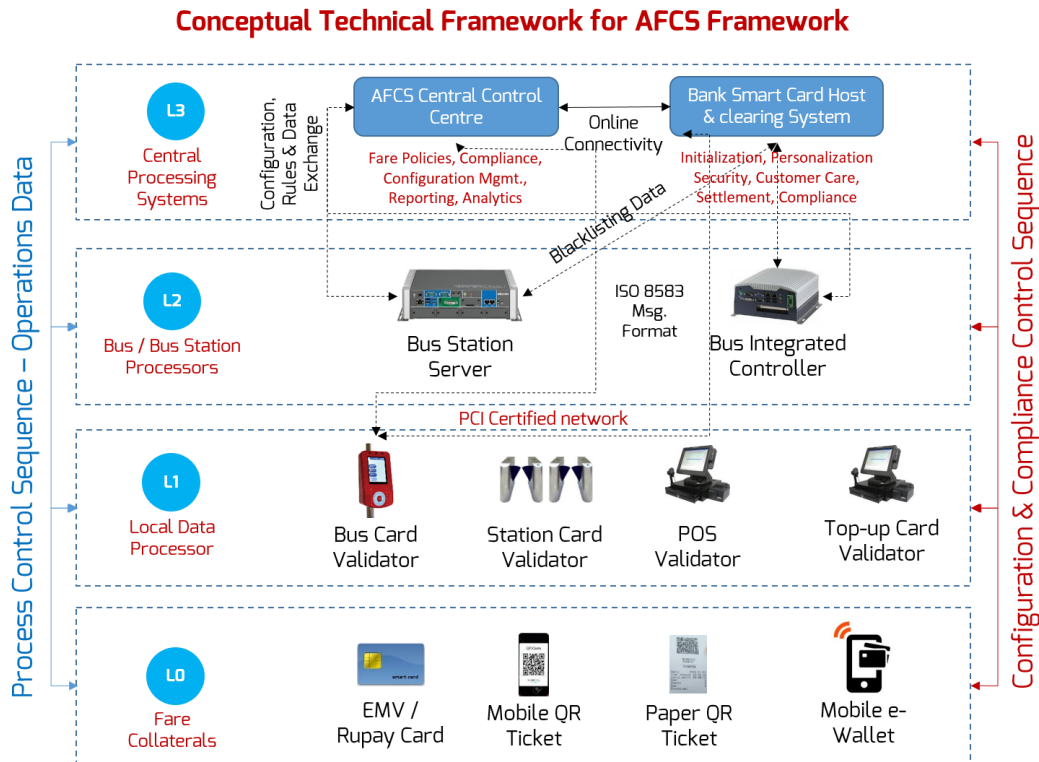 Conceptual Technical Framework for AFCS Framework
Process Control Sequence – Operations Data
Configuration & Compliance Control Sequence
L3
Central
Processing
Systems
Configuration,
Rules & Data
Exchange
AFCS Central Control
Centre
Online
Connectivity
Bank Smart Card Host
& clearing System
Fare Policies, Compliance,
Configuration Mgmt.,
Reporting, Analytics
Initialization, Personalization
Security, Customer Care,
Settlement, Compliance
Blacklisting Data
L2
Bus / Bus Station
Processors
Bus Station
Server
ISO 8583
Msg.
Format
Bus Integrated
Controller
PCI Certified network
L1
Local Data
Processor
Bus Card
Validator
Station Card
Validator
POS
Validator
Top-up Card
Validator
L0
Fare
Collaterals
smart card
EMV /
Rupay Card
Mobile QR
Ticket
Paper QR
Ticket
Mobile e-
Wallet